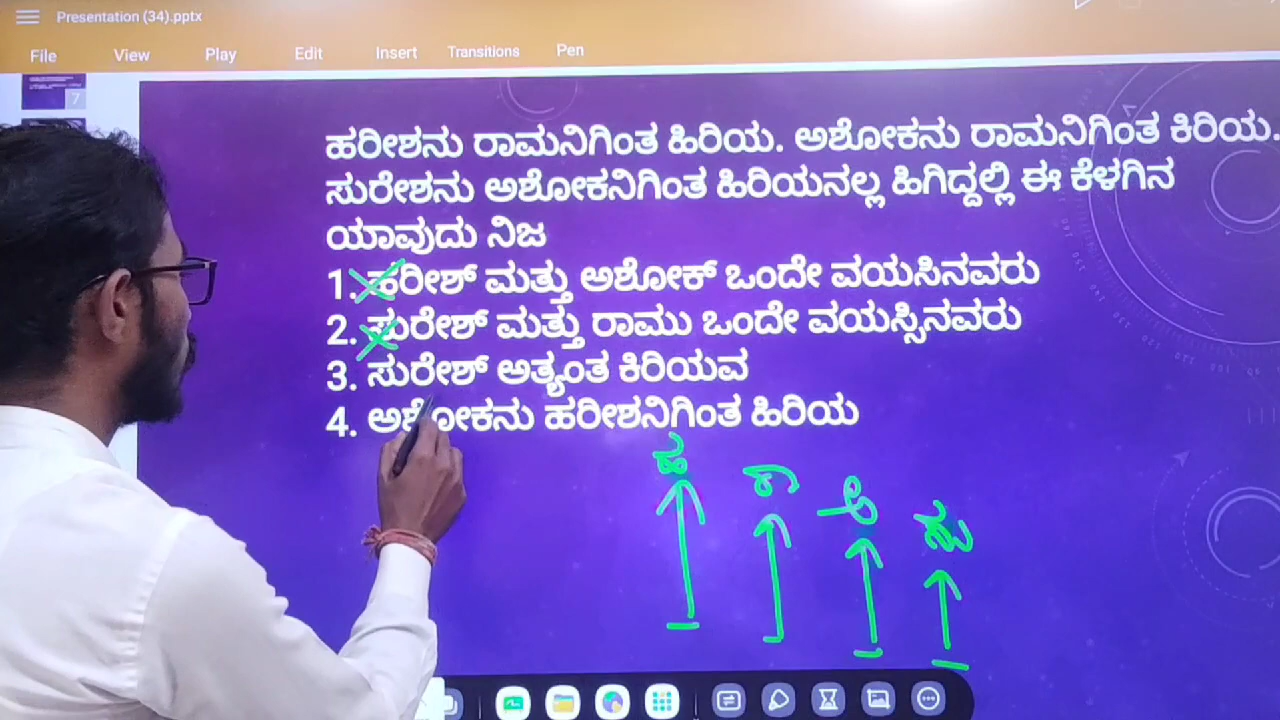 Presentation (34).pptx
File View Play Edit Insert Transitions Pen
7
ಹರೀಶನು ರಾಮನಿಗಿಂತ ಹಿರಿಯ. ಅಶೋಕನು ರಾಮನಿಗಿಂತ ಕಿರಿಯ.
ಸುರೇಶನು ಅಶೋಕನಿಗಿಂತ ಹಿರಿಯನಲ್ಲ ಹಿಗಿದ್ದಲ್ಲಿ ಈ ಕೆಳಗಿನ
ಯಾವುದು ನಿಜ
1. ಹರೀಶ್ ಮತ್ತು ಅಶೋಕ್ ಒಂದೇ ವಯಸಿನವರು
2. ಸುರೇಶ್ ಮತ್ತು ರಾಮು ಒಂದೇ ವಯಸ್ಸಿನವರು
3. ಸುರೇಶ್ ಅತ್ಯಂತ ಕಿರಿಯವ
4. ಅಶೋಕನು ಹರೀಶನಿಗಿಂತ ಹಿರಿಯ
ಹ ರಾ ಅ ಸು